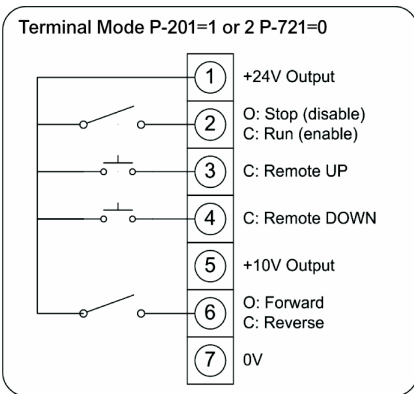 Terminal Mode P-201=1 or 2 P-721=0
1 +24V Output
2 O: Stop (disable)
C: Run (enable)
3 C: Remote UP
4 C: Remote DOWN
5 +10V Output
6 O: Forward
C: Reverse
7 0V